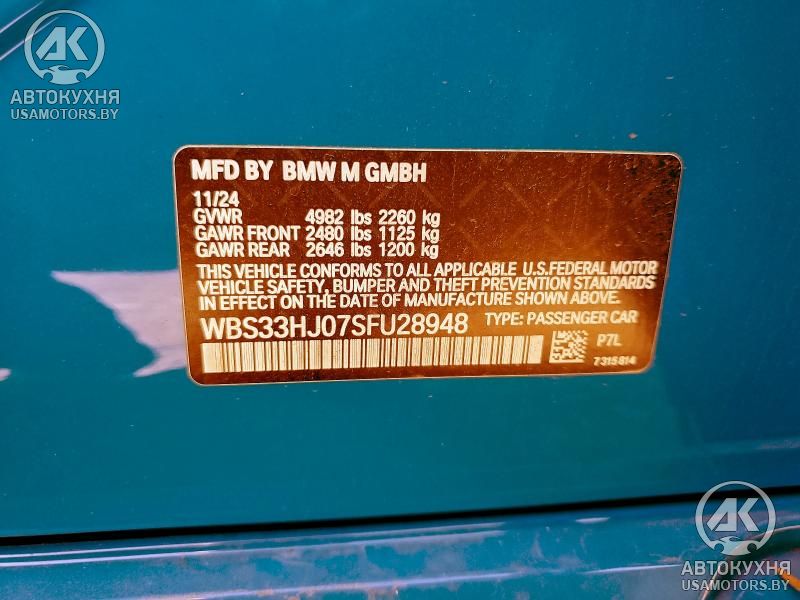 АК
АВТОКУХНЯ
USAMOTORS.BY
MFD BY BMW M GMBH
11/24
GVWR 4982 lbs 2260 kg
GAWR FRONT 2480 lbs 1125 kg
GAWR REAR 2646 lbs 1200 kg
THIS VEHICLE CONFORMS TO ALL APPLICABLE U.S.FEDERAL MOTOR
VEHICLE SAFETY, BUMPER AND THEFT PREVENTION STANDARDS
IN EFFECT ON THE DATE OF MANUFACTURE SHOWN ABOVE.
WBS33HJ07SFU28948 TYPE: PASSENGER CAR
P7L
7315814
АК
АВТОКУХНЯ
USAMOTORS.BY